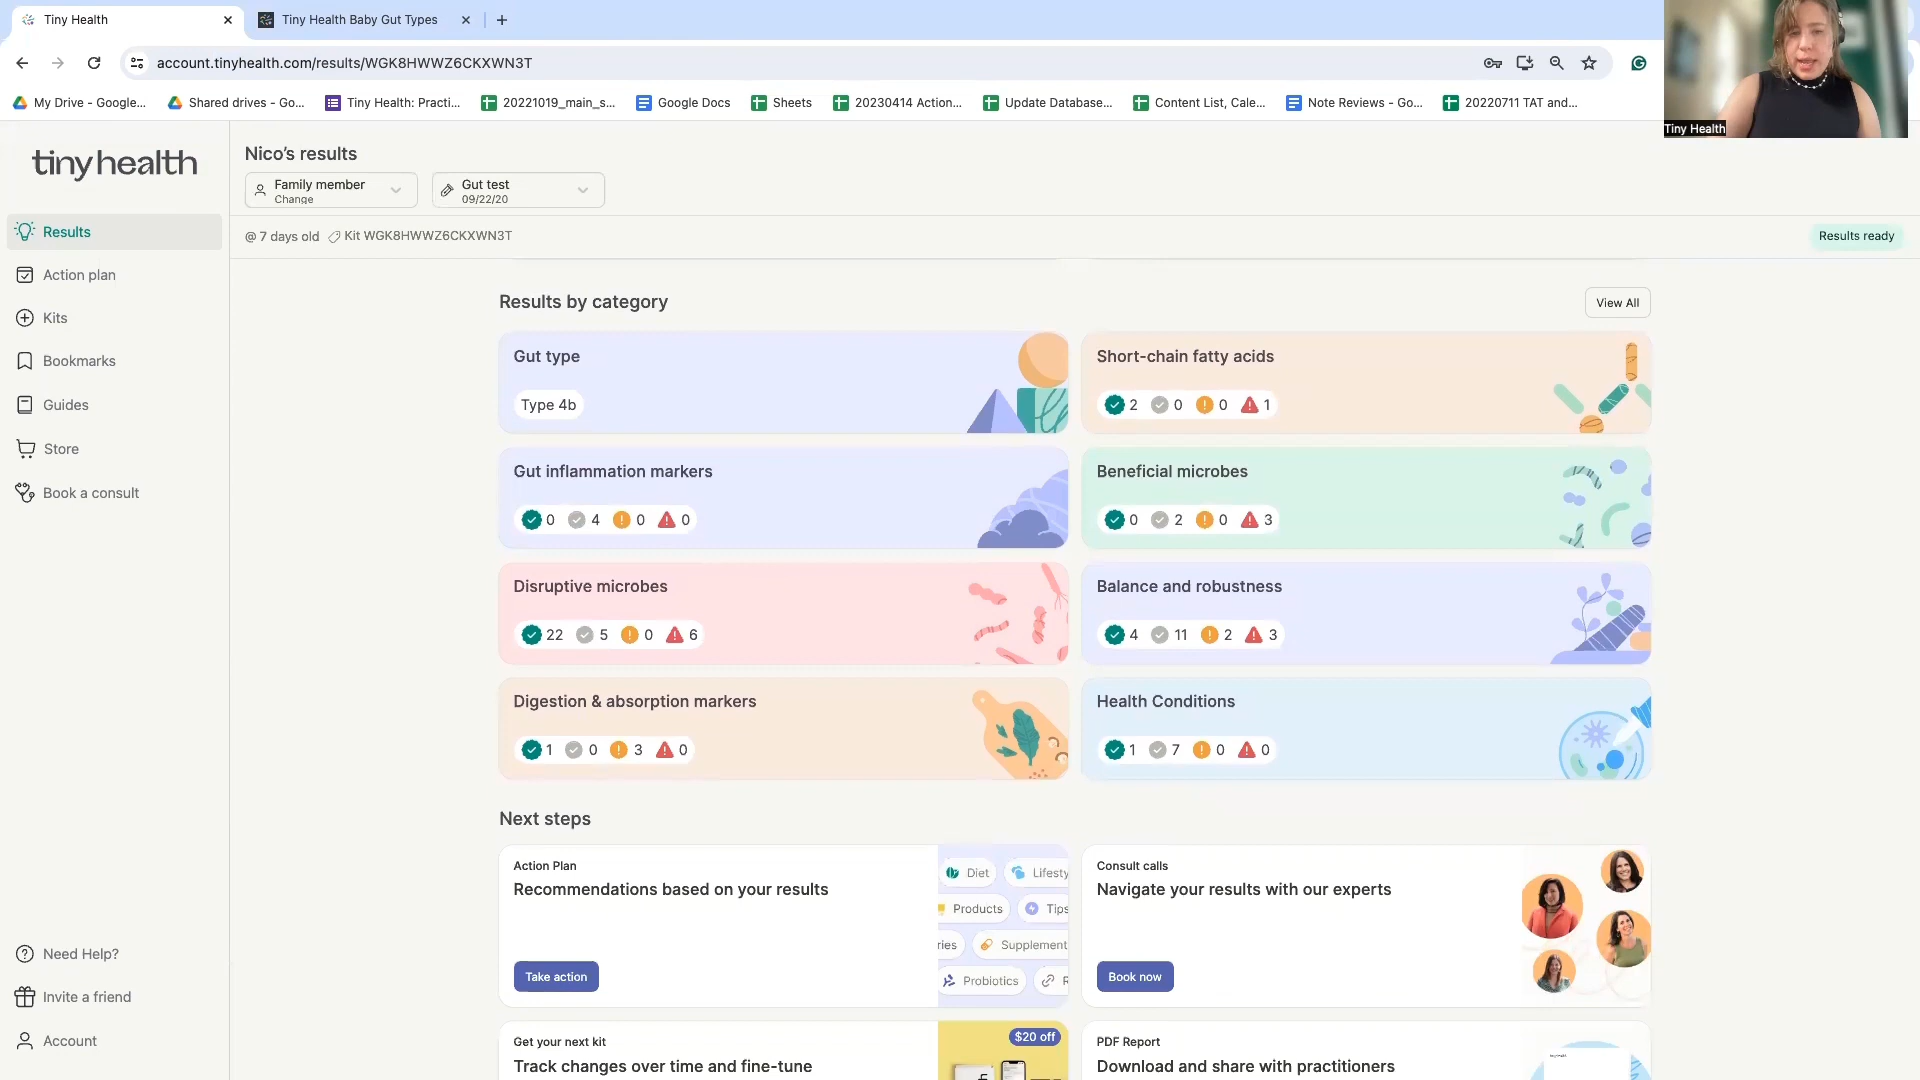 Tiny Health
Tiny Health Baby Gut Types
account.tinyhealth.com/results/WGK8HWWZ6CKXWN3T
My Drive - Google...
Shared drives - Go...
Tiny Health: Practi...
20221019_main_s...
Google Docs
Sheets
20230414 Action...
Update Database...
Content List, Cale...
Note Reviews - Go...
20220711 TAT and...
Tiny Health
tiny health
Nico's results
Family member
Change
Gut test
09/22/20
@ 7 days old
Kit WGK8HWWZ6CKXWN3T
Results ready
Results
Action plan
Kits
Bookmarks
Guides
Store
Book a consult
Need Help?
Invite a friend
Account
Results by category
View All
Gut type
Type 4b
Short-chain fatty acids
2 0 0 1
Gut inflammation markers
0 4 0 0
Beneficial microbes
0 2 0 3
Disruptive microbes
22 5 0 6
Balance and robustness
4 11 2 3
Digestion & absorption markers
1 0 3 0
Health Conditions
1 7 0 0
Next steps
Action Plan
Recommendations based on your results
Take action
Diet
Lifesty
Products
Tips
ries
Supplement
Probiotics
R
Consult calls
Navigate your results with our experts
Book now
Get your next kit
Track changes over time and fine-tune
$20 off
PDF Report
Download and share with practitioners